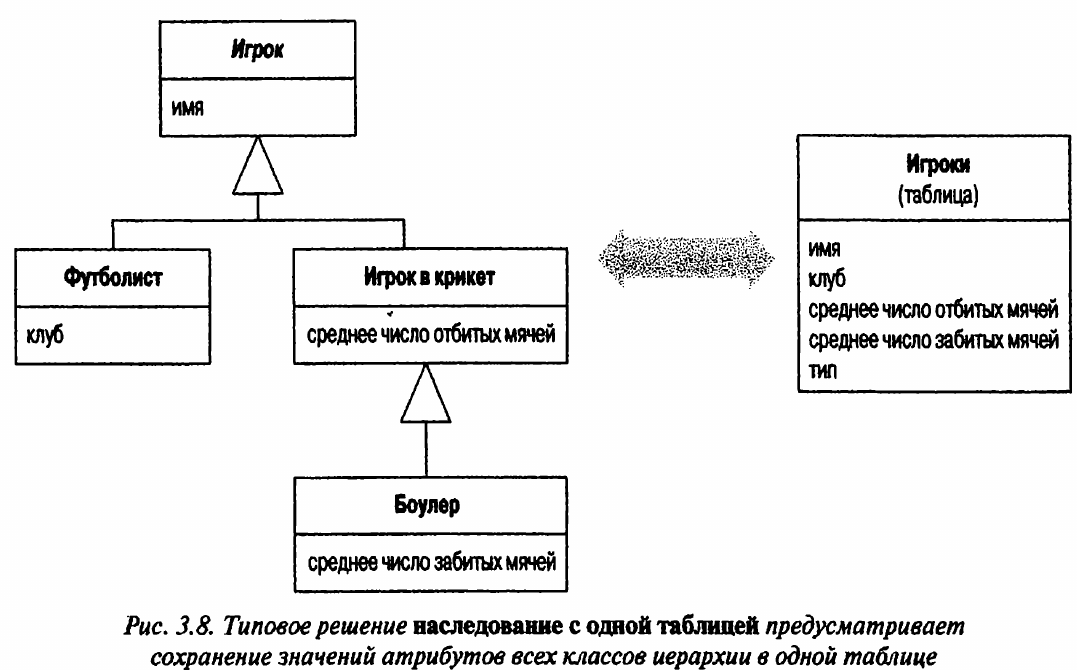 Игрок
имя
Футболист
клуб
Игрок в крикет
среднее число отбитых мячей
Боулер
среднее число забитых мячей
Игроки
(таблица)
имя
клуб
среднее число отбитых мячей
среднее число забитых мячей
тип
Рис. 3.8. Типовое решение наследование с одной таблицей предусматривает
сохранение значений атрибутов всех классов иерархии в одной таблице